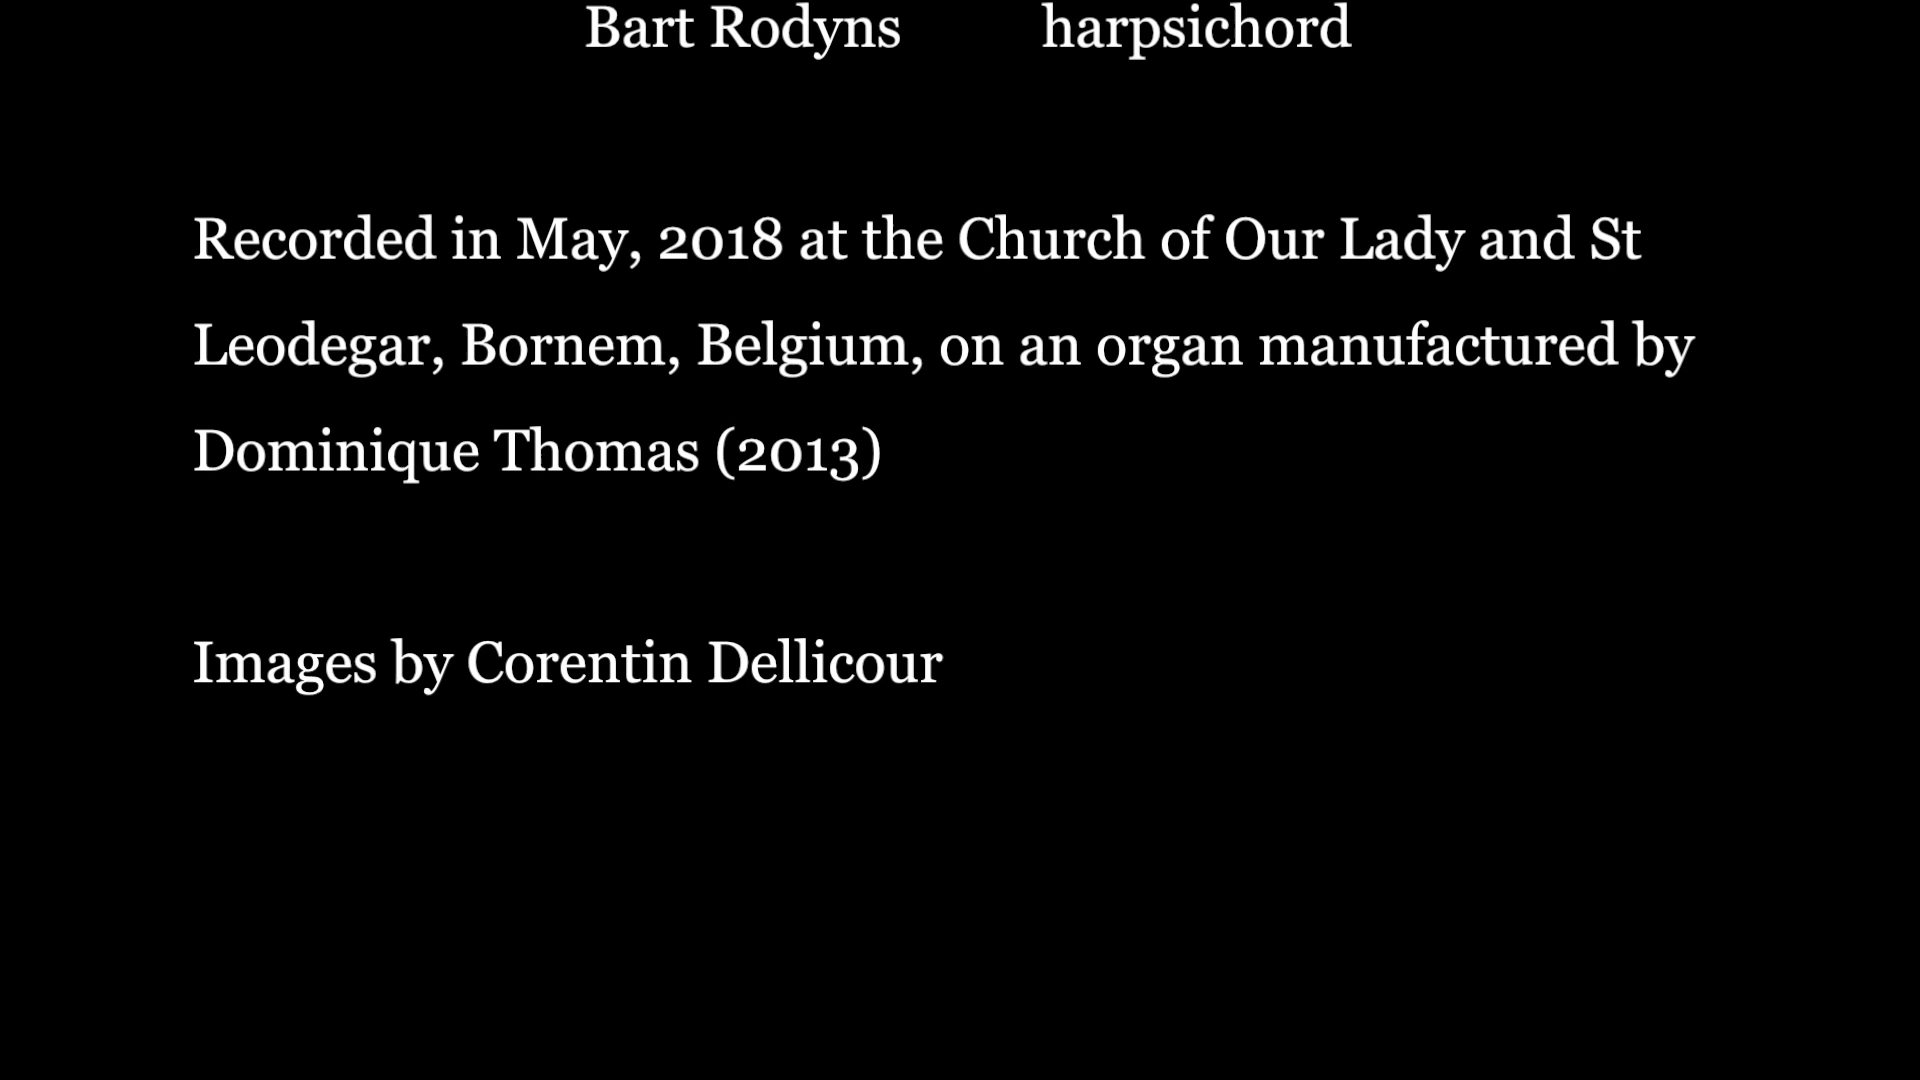 Bart Rodyns harpsichord
Recorded in May, 2018 at the Church of Our Lady and St
Leodegar, Bornem, Belgium, on an organ manufactured by
Dominique Thomas (2013)
Images by Corentin Dellicour